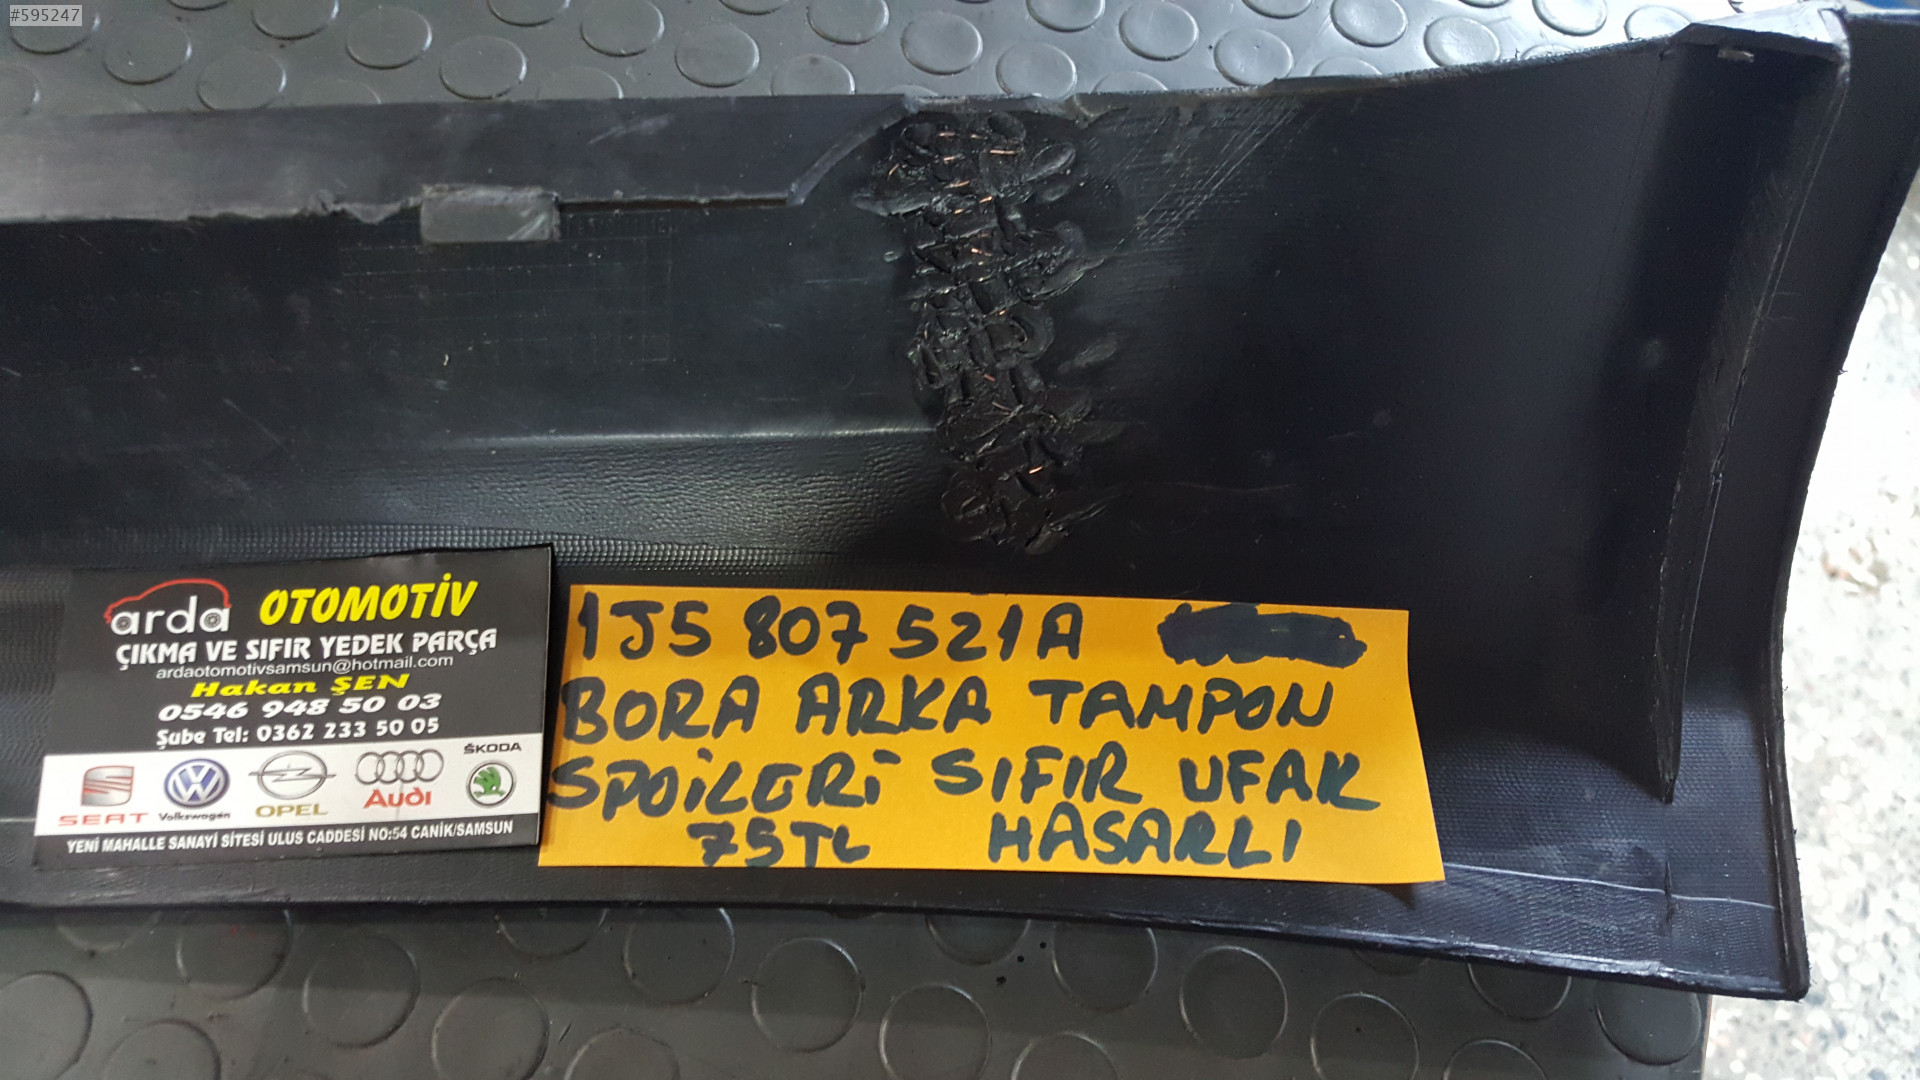 #595247
arda OTOMOTİV
ÇIKMA VE SIFIR YEDEK PARÇA
ardaotomotivsamsun@hotmail.com
Hakan ŞEN
0546 948 50 03
Şube Tel: 0362 233 50 05
SEAT Volkswagen OPEL Audi ŠKODA
YENİ MAHALLE SANAYİ SİTESİ ULUS CADDESİ NO:54 CANİK/SAMSUN
1J5 807 521 A
BORA ARKA TAMPON
SPOİLERİ SIFIR UFAK
75TL HASARLI